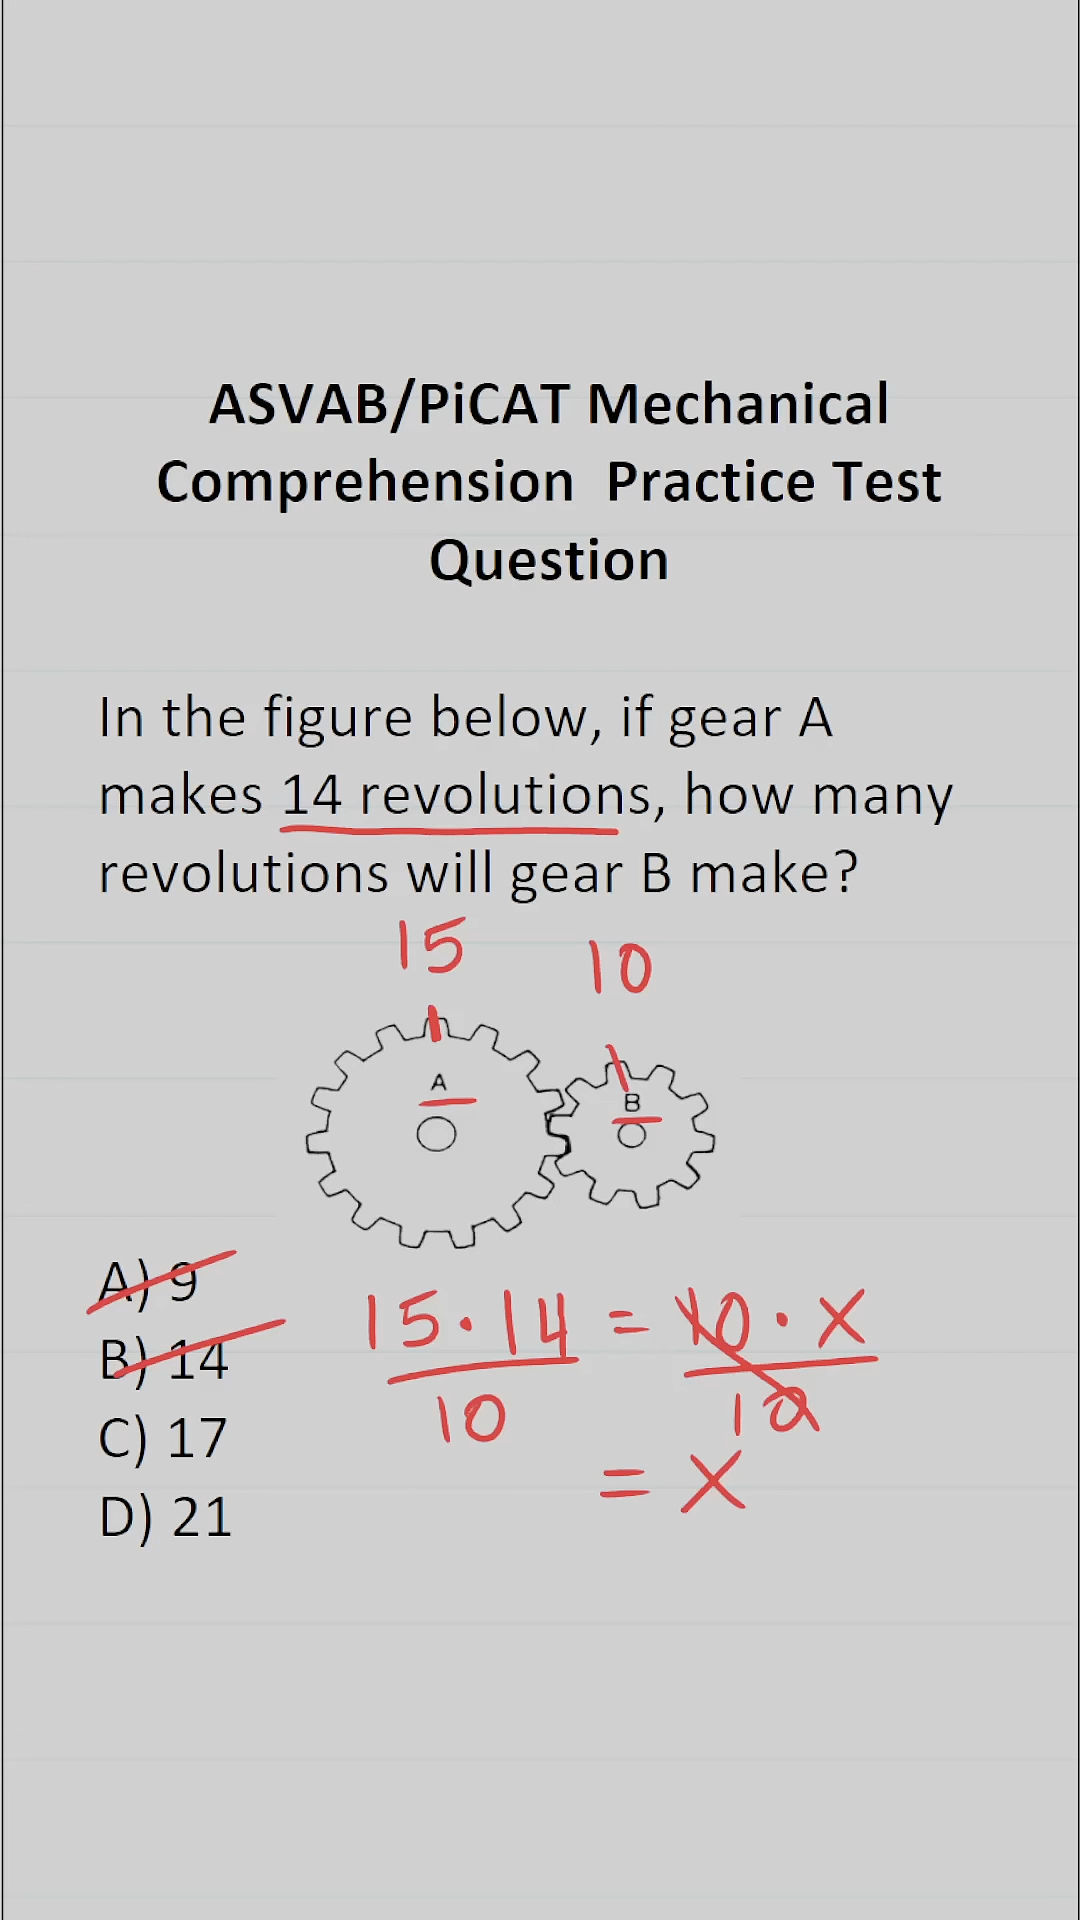 ASVAB/PiCAT Mechanical
Comprehension Practice Test
Question
In the figure below, if gear A
makes 14 revolutions, how many
revolutions will gear B make?
15 10
A B
A) 9
B) 14
C) 17
D) 21
15 · 14 = 10 · x
10 10
= x